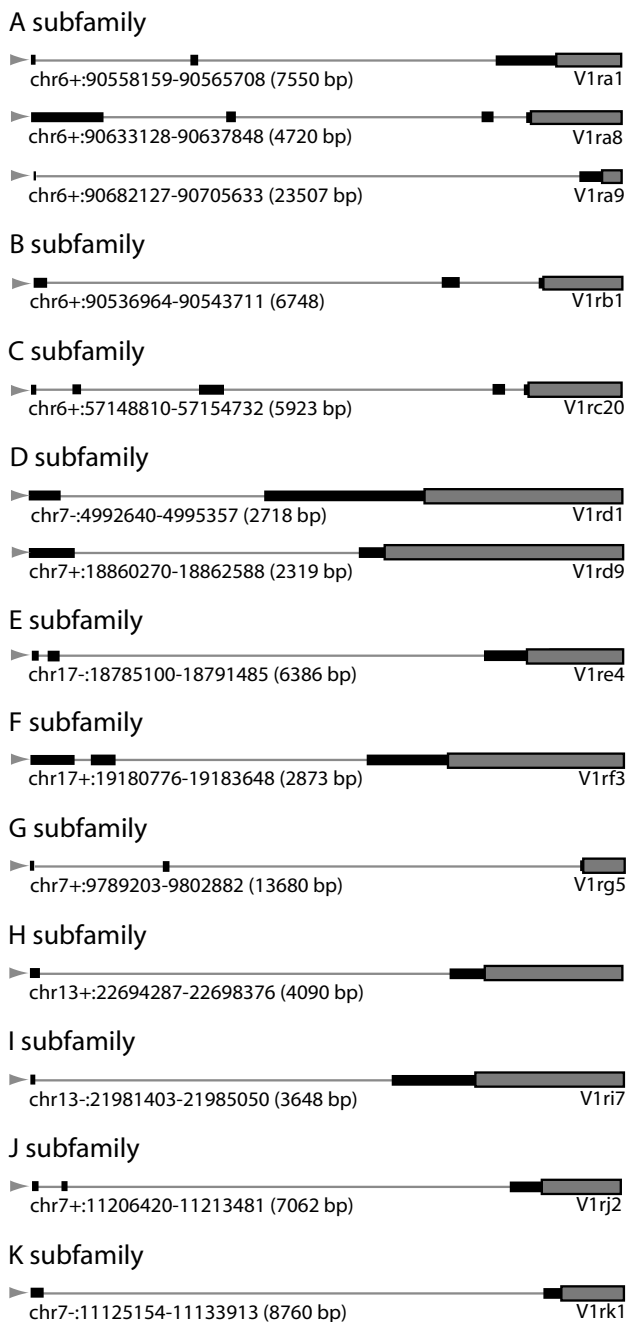 A subfamily
chr6+:90558159-90565708 (7550 bp) V1ra1
chr6+:90633128-90637848 (4720 bp) V1ra8
chr6+:90682127-90705633 (23507 bp) V1ra9
B subfamily
chr6+:90536964-90543711 (6748) V1rb1
C subfamily
chr6+:57148810-57154732 (5923 bp) V1rc20
D subfamily
chr7-:4992640-4995357 (2718 bp) V1rd1
chr7+:18860270-18862588 (2319 bp) V1rd9
E subfamily
chr17-:18785100-18791485 (6386 bp) V1re4
F subfamily
chr17+:19180776-19183648 (2873 bp) V1rf3
G subfamily
chr7+:9789203-9802882 (13680 bp) V1rg5
H subfamily
chr13+:22694287-22698376 (4090 bp)
I subfamily
chr13-:21981403-21985050 (3648 bp) V1ri7
J subfamily
chr7+:11206420-11213481 (7062 bp) V1rj2
K subfamily
chr7-:11125154-11133913 (8760 bp) V1rk1